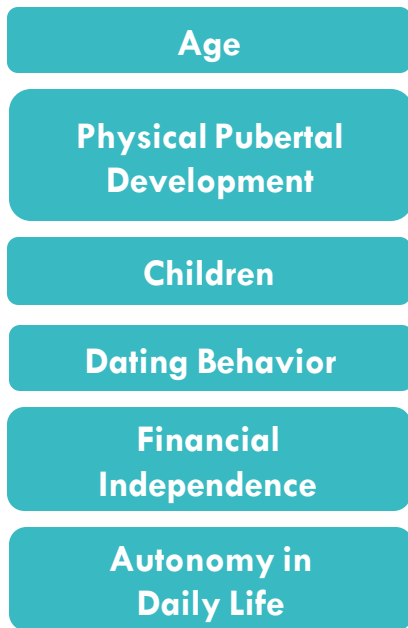 Age
Physical Pubertal
Development
Children
Dating Behavior
Financial
Independence
Autonomy in
Daily Life